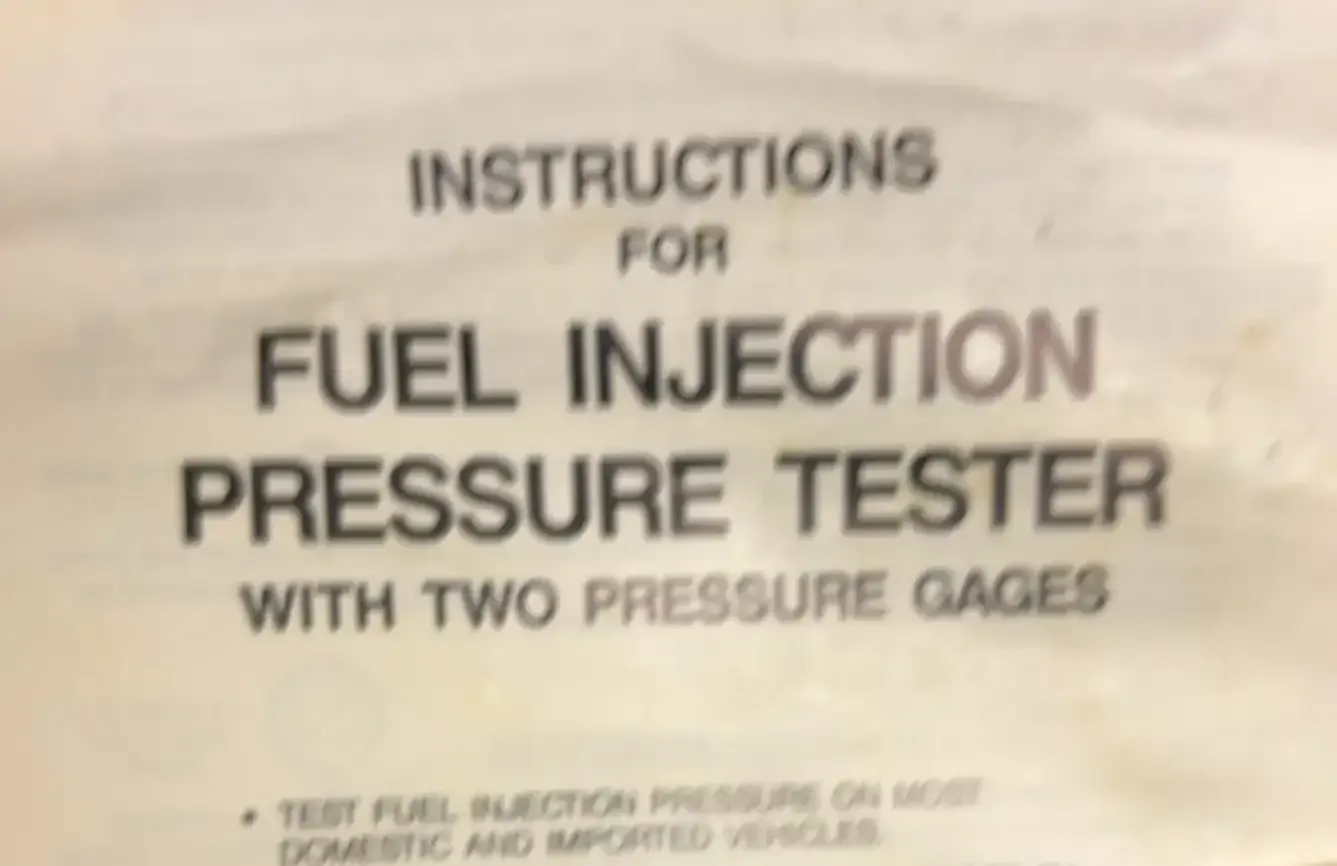 INSTRUCTIONS
FOR
FUEL INJECTION
PRESSURE TESTER
WITH TWO PRESSURE GAGES
• TEST FUEL INJECTION PRESSURE ON MOST
DOMESTIC AND IMPORTED VEHICLES.